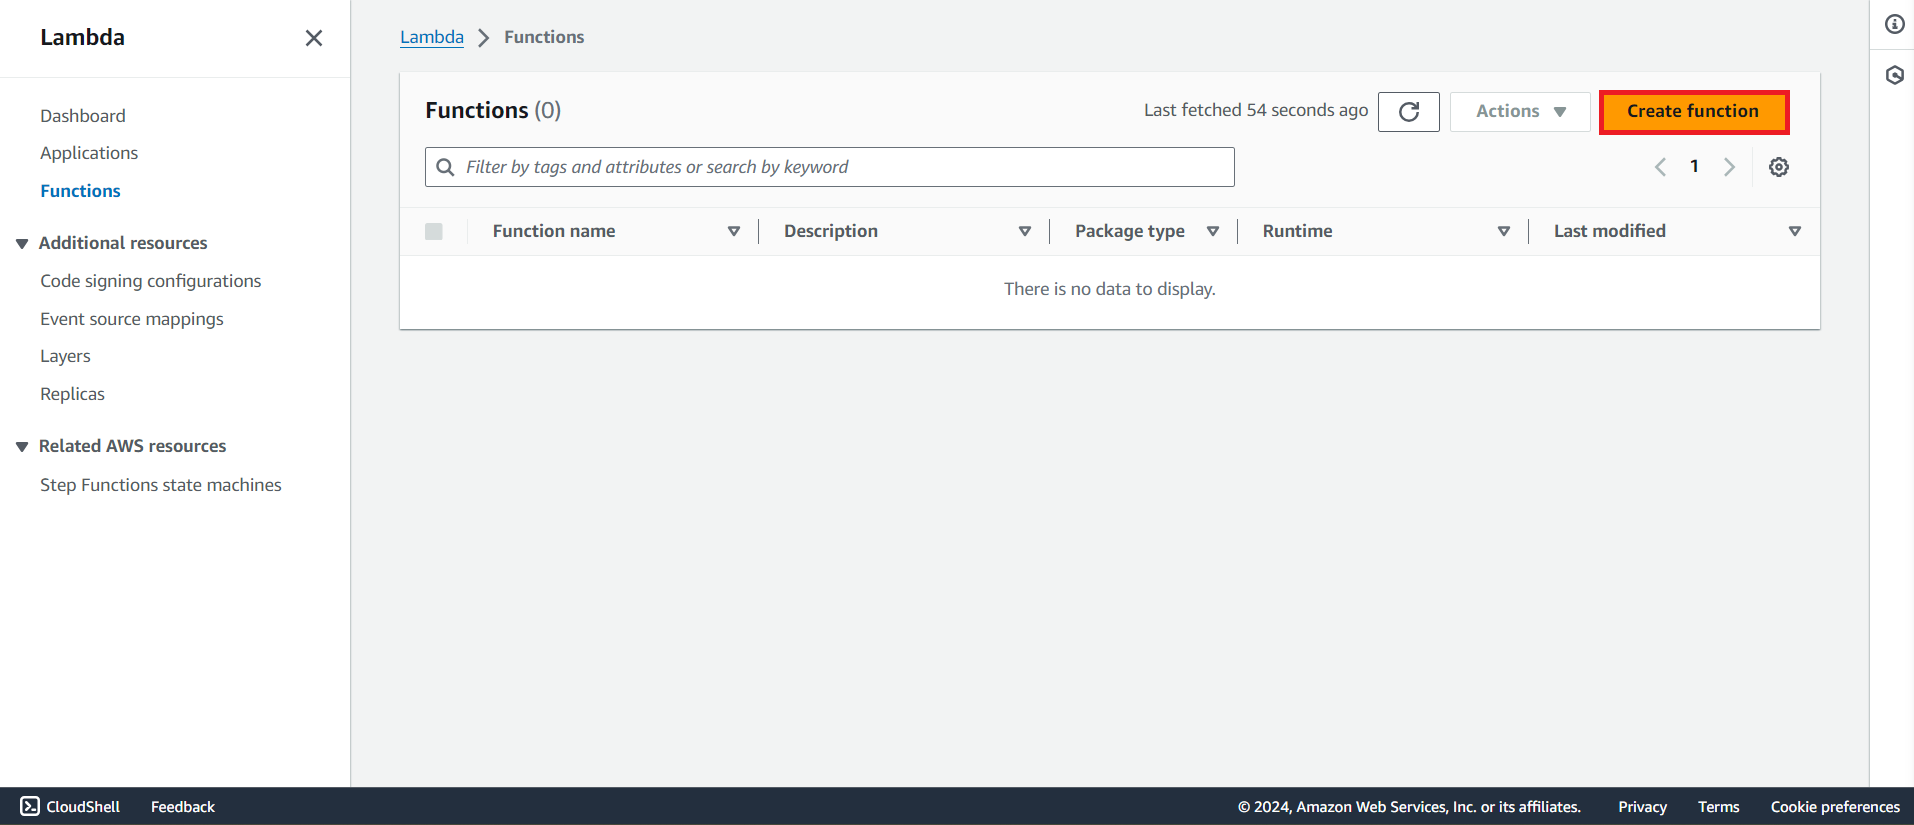 Lambda
Dashboard
Applications
Functions
Additional resources
Code signing configurations
Event source mappings
Layers
Replicas
Related AWS resources
Step Functions state machines
Lambda Functions
Functions (0) Last fetched 54 seconds ago Actions Create function
Filter by tags and attributes or search by keyword 1
Function name Description Package type Runtime Last modified
There is no data to display.
CloudShell Feedback © 2024, Amazon Web Services, Inc. or its affiliates. Privacy Terms Cookie preferences